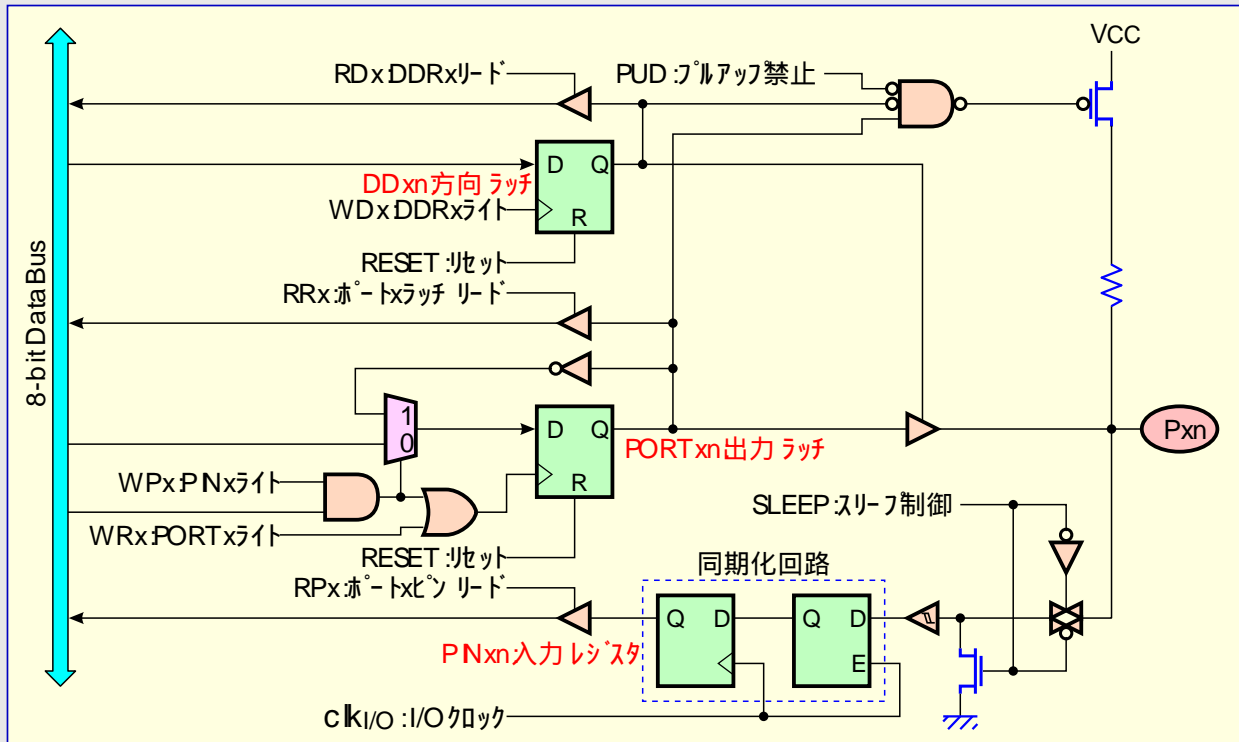 VCC
RDx:DDRxリード
PUD:プルアップ禁止
D Q
R
DDxn方向 ラッチ
WDx:DDRxライト
RESET:リセット
RRx:ポートxラッチ リード
8-bit Data Bus
1
0
D Q
R
PORTxn出力 ラッチ
Pxn
WPx:PINxライト
WRx:PORTxライト
SLEEP:スリープ制御
RESET:リセット
同期化回路
RPx:ポートxピン リード
Q D
Q D
E
PINxn入力 レジスタ
clkI/O:I/Oクロック